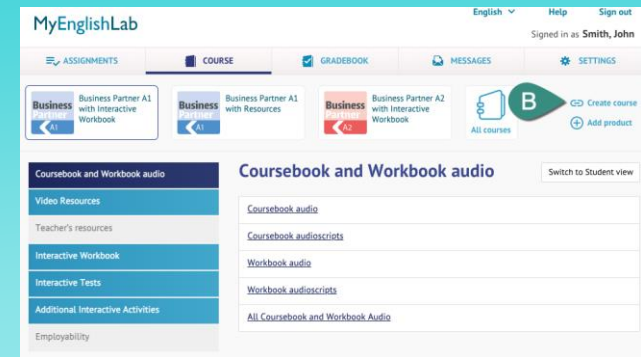 MyEnglishLab
English Help Sign out
Signed in as Smith, John
ASSIGNMENTS COURSE GRADEBOOK MESSAGES SETTINGS
Business Partner A1
Business Partner A1
with Interactive
Workbook
Business Partner A1
Business Partner A1
with Resources
Business Partner A2
Business Partner A2
with Interactive
Workbook
All courses
B
Create course
Add product
Coursebook and Workbook audio
Video Resources
Teacher's resources
Interactive Workbook
Interactive Tests
Additional Interactive Activities
Employability
Coursebook and Workbook audio
Switch to Student view
Coursebook audio
Coursebook audioscripts
Workbook audio
Workbook audioscripts
All Coursebook and Workbook Audio